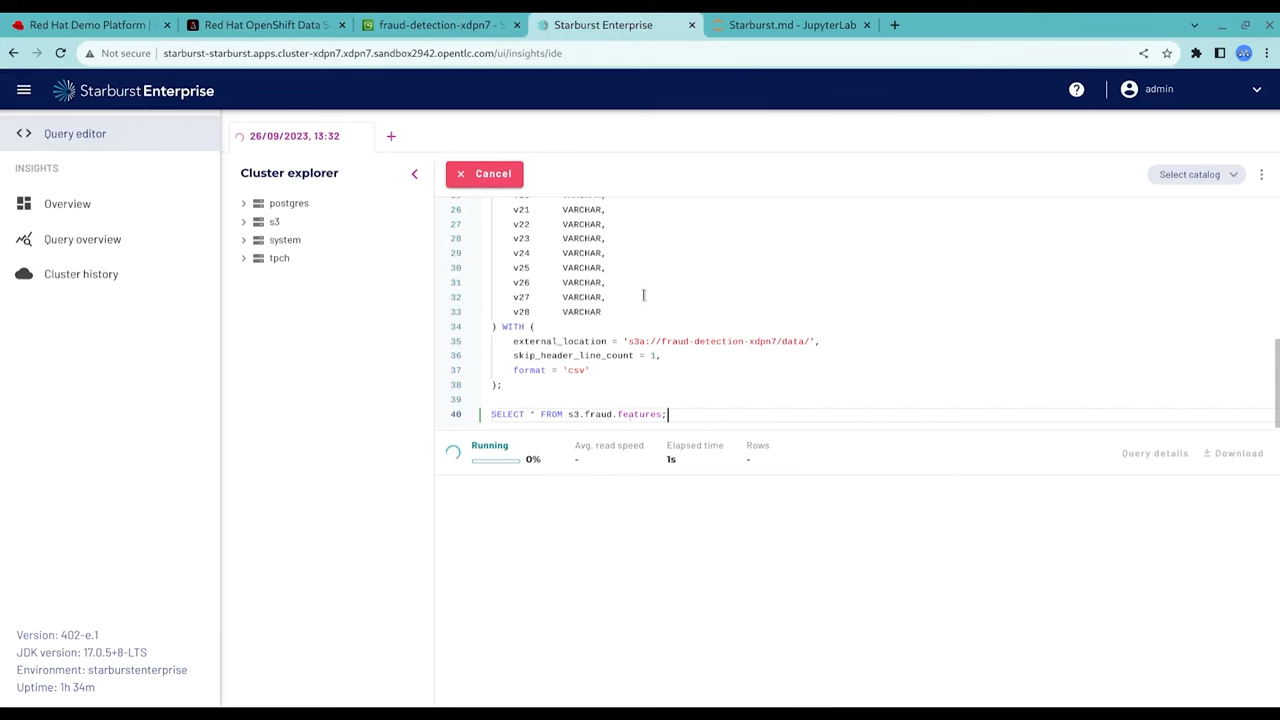 Red Hat Demo Platform | S
Red Hat OpenShift Data S
fraud-detection-xdpn7 - S
Starburst Enterprise
Starburst.md - JupyterLab
Not secure
starburst-starburst.apps.cluster-xdpn7.xdpn7.sandbox2942.opentlc.com/ui/insights/ide
Starburst Enterprise
admin
Query editor
INSIGHTS
Overview
Query overview
Cluster history
Version: 402-e.1
JDK version: 17.0.5+8-LTS
Environment: starburstenterprise
Uptime: 1h 34m
26/09/2023, 13:32
Cluster explorer
postgres
s3
system
tpch
Cancel
Select catalog
26 v21 VARCHAR,
27 v22 VARCHAR,
28 v23 VARCHAR,
29 v24 VARCHAR,
30 v25 VARCHAR,
31 v26 VARCHAR,
32 v27 VARCHAR,
33 v28 VARCHAR
34 ) WITH (
35 external_location = 's3a://fraud-detection-xdpn7/data/',
36 skip_header_line_count = 1,
37 format = 'csv'
38 );
39
40 SELECT * FROM s3.fraud.features;
Running
0%
Avg. read speed
-
Elapsed time
1s
Rows
-
Query details
Download